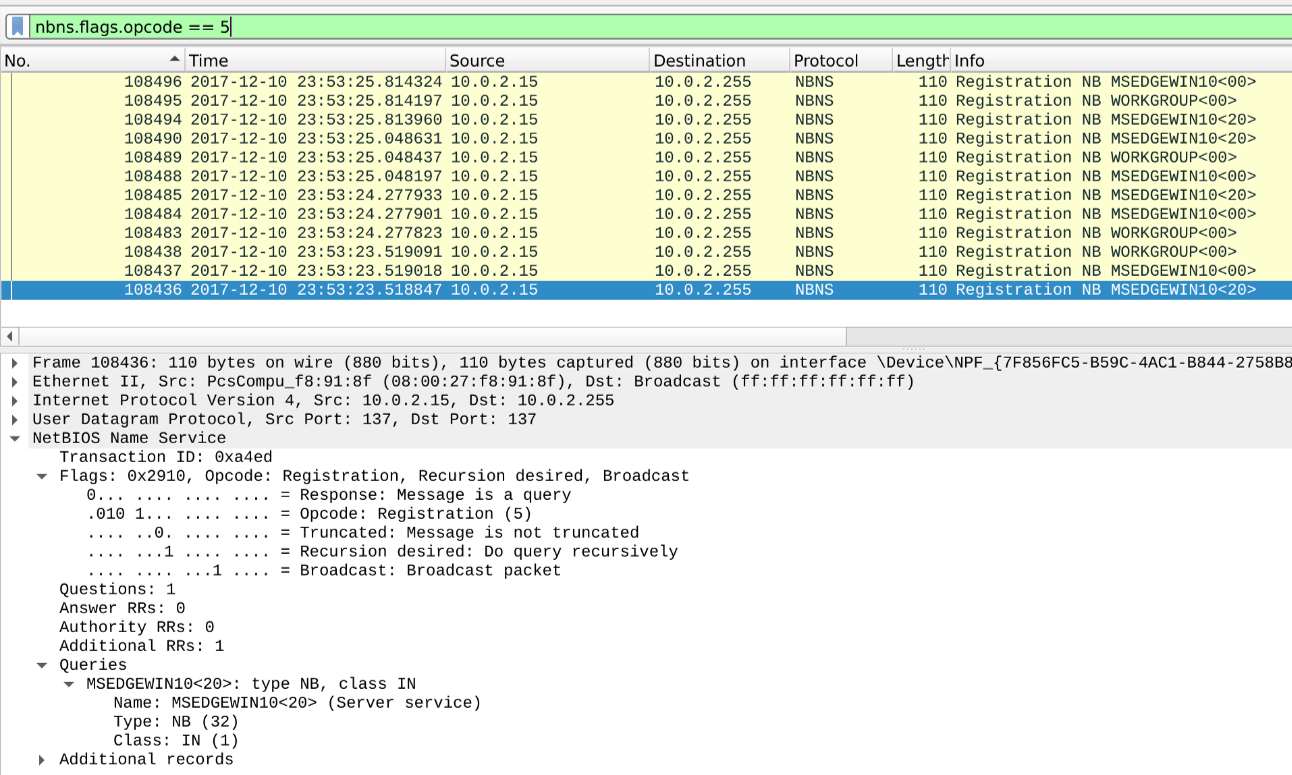 nbns.flags.opcode == 5
No. Time Source Destination Protocol Length Info
108496 2017-12-10 23:53:25.814324 10.0.2.15 10.0.2.255 NBNS 110 Registration NB MSEDGEWIN10<00>
108495 2017-12-10 23:53:25.814197 10.0.2.15 10.0.2.255 NBNS 110 Registration NB WORKGROUP<00>
108494 2017-12-10 23:53:25.813960 10.0.2.15 10.0.2.255 NBNS 110 Registration NB MSEDGEWIN10<20>
108490 2017-12-10 23:53:25.048631 10.0.2.15 10.0.2.255 NBNS 110 Registration NB MSEDGEWIN10<20>
108489 2017-12-10 23:53:25.048437 10.0.2.15 10.0.2.255 NBNS 110 Registration NB WORKGROUP<00>
108488 2017-12-10 23:53:25.048197 10.0.2.15 10.0.2.255 NBNS 110 Registration NB MSEDGEWIN10<00>
108485 2017-12-10 23:53:24.277933 10.0.2.15 10.0.2.255 NBNS 110 Registration NB MSEDGEWIN10<20>
108484 2017-12-10 23:53:24.277901 10.0.2.15 10.0.2.255 NBNS 110 Registration NB MSEDGEWIN10<00>
108483 2017-12-10 23:53:24.277823 10.0.2.15 10.0.2.255 NBNS 110 Registration NB WORKGROUP<00>
108438 2017-12-10 23:53:23.519091 10.0.2.15 10.0.2.255 NBNS 110 Registration NB WORKGROUP<00>
108437 2017-12-10 23:53:23.519018 10.0.2.15 10.0.2.255 NBNS 110 Registration NB MSEDGEWIN10<00>
108436 2017-12-10 23:53:23.518847 10.0.2.15 10.0.2.255 NBNS 110 Registration NB MSEDGEWIN10<20>
Frame 108436: 110 bytes on wire (880 bits), 110 bytes captured (880 bits) on interface \Device\NPF_{7F856FC5-B59C-4AC1-B844-2758B8
Ethernet II, Src: PcsCompu_f8:91:8f (08:00:27:f8:91:8f), Dst: Broadcast (ff:ff:ff:ff:ff:ff)
Internet Protocol Version 4, Src: 10.0.2.15, Dst: 10.0.2.255
User Datagram Protocol, Src Port: 137, Dst Port: 137
NetBIOS Name Service
Transaction ID: 0xa4ed
Flags: 0x2910, Opcode: Registration, Recursion desired, Broadcast
0... .... .... .... = Response: Message is a query
.010 1... .... .... = Opcode: Registration (5)
.... ..0. .... .... = Truncated: Message is not truncated
.... ...1 .... .... = Recursion desired: Do query recursively
.... .... ...1 .... = Broadcast: Broadcast packet
Questions: 1
Answer RRs: 0
Authority RRs: 0
Additional RRs: 1
Queries
MSEDGEWIN10<20>: type NB, class IN
Name: MSEDGEWIN10<20> (Server service)
Type: NB (32)
Class: IN (1)
Additional records